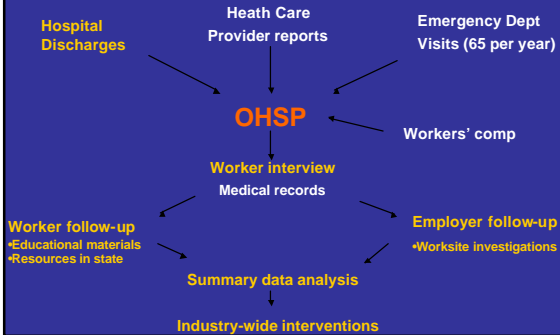 Hospital
Discharges
Heath Care
Provider reports
Emergency Dept
Visits (65 per year)
OHSP
Workers' comp
Worker interview
Medical records
Worker follow-up
•Educational materials
•Resources in state
Employer follow-up
•Worksite investigations
Summary data analysis
Industry-wide interventions